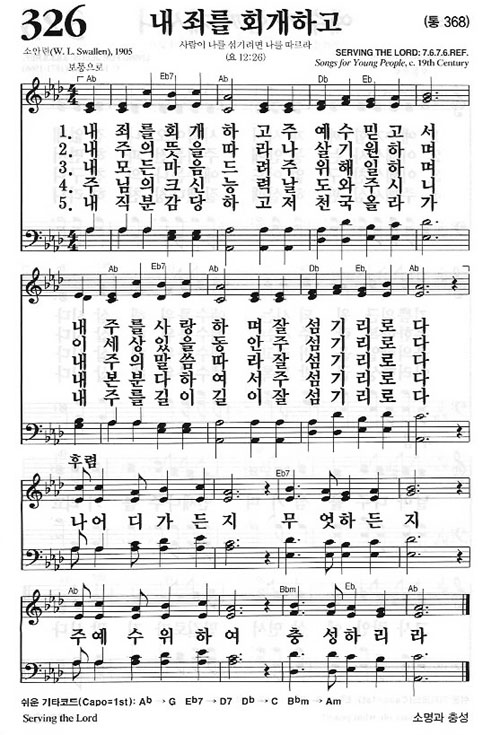 326
내 죄를 회개하고
(통 368)
사람이 나를 섬기려면 나를 따르라
(요 12:26)
소안련(W. L. Swallen), 1905
SERVING THE LORD: 7.6.7.6.REF.
Songs for Young People, c. 19th Century
보통으로
Ab Eb7 Ab Db Ab Eb
1. 내 죄를 회개하고 주 예수 믿고서
2. 내 주의 뜻을 따라 나 살기 원하며
3. 내 모든 마음 드려 주 위해 일하며
4. 주님의 크신 능력 날 도와 주시니
5. 내 직분 감당하고 저 천국 올라가
Ab Eb7 Ab Db Eb Ab
내 주를 사랑하며 잘 섬기리로다
이 세상 있을 동안 주 섬기리로다
내 주의 말씀 따라 잘 섬기리로다
내 본분 다하여서 주 섬기리로다
내 주를 길이길이 잘 섬기리로다
후렴
Eb7
나 어디가든지 무엇하든지
Ab Bbm Eb Ab
주 예수 위하여 충성하리라
쉬운 기타코드(Capo=1st): Ab → G Eb7 → D7 Db → C Bbm → Am
Serving the Lord
소명과 충성